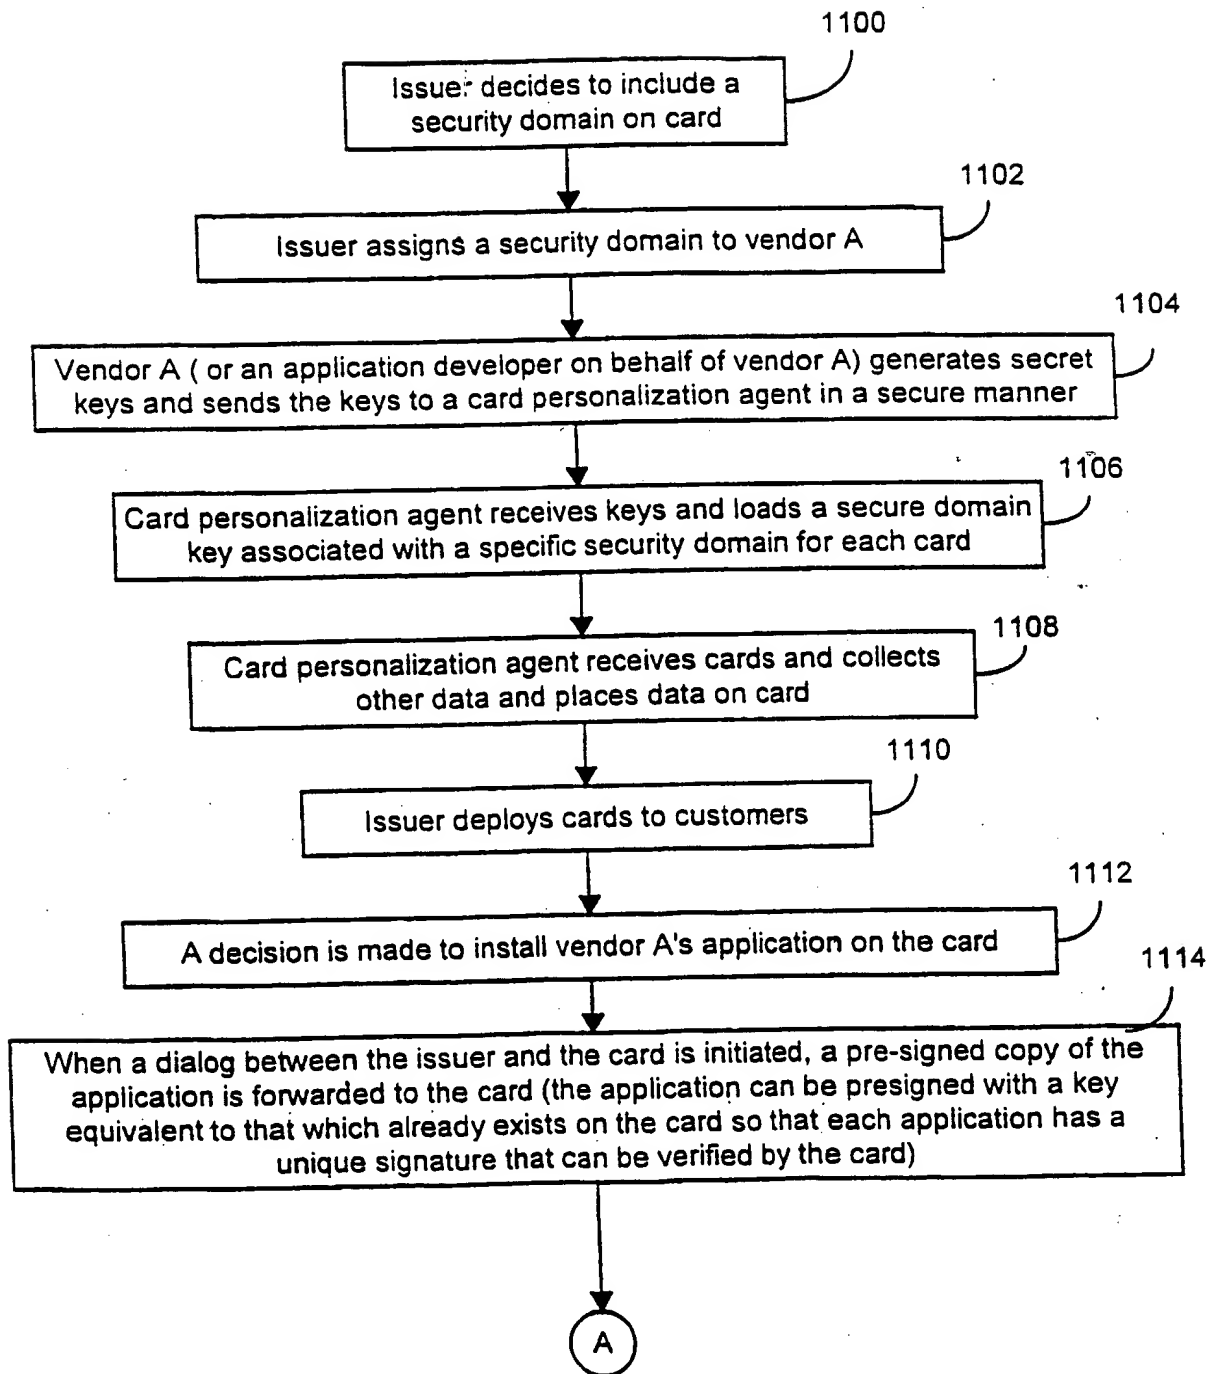 1100
Issuer decides to include a
security domain on card
1102
Issuer assigns a security domain to vendor A
1104
Vendor A ( or an application developer on behalf of vendor A) generates secret
keys and sends the keys to a card personalization agent in a secure manner
1106
Card personalization agent receives keys and loads a secure domain
key associated with a specific security domain for each card
1108
Card personalization agent receives cards and collects
other data and places data on card
1110
Issuer deploys cards to customers
1112
A decision is made to install vendor A's application on the card
1114
When a dialog between the issuer and the card is initiated, a pre-signed copy of the
application is forwarded to the card (the application can be presigned with a key
equivalent to that which already exists on the card so that each application has a
unique signature that can be verified by the card)
A